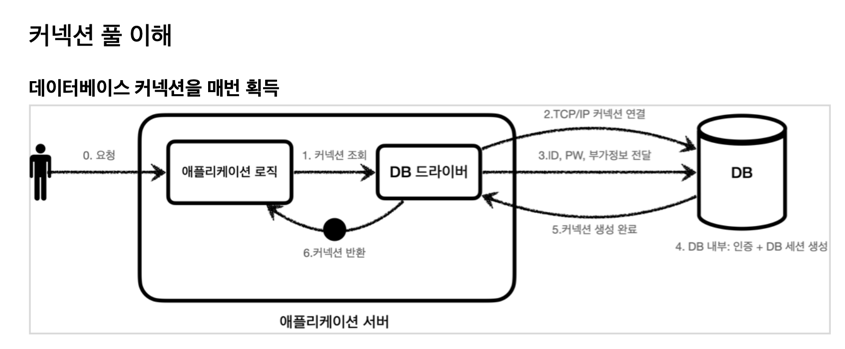 커넥션 풀 이해
데이터베이스 커넥션을 매번 획득
0. 요청
애플리케이션 로직
1. 커넥션 조회
DB 드라이버
2.TCP/IP 커넥션 연결
3.ID, PW, 부가정보 전달
DB
4. DB 내부: 인증 + DB 세션 생성
5.커넥션 생성 완료
6.커넥션 반환
애플리케이션 서버